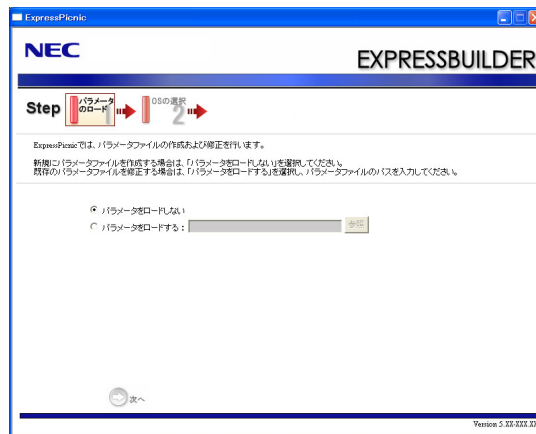 ExpressPicnic
NEC
EXPRESSBUILDER
Step
パラメータ
のロード
1
OSの選択
2
ExpressPicnicでは、パラメータファイルの作成および修正を行います。
新規にパラメータファイルを作成する場合は、「パラメータをロードしない」を選択してください。
既存のパラメータファイルを修正する場合は、「パラメータをロードする」を選択し、パラメータファイルのパスを入力してください。
パラメータをロードしない
パラメータをロードする：
参照
次へ
Version 5.XX-XXX.XX